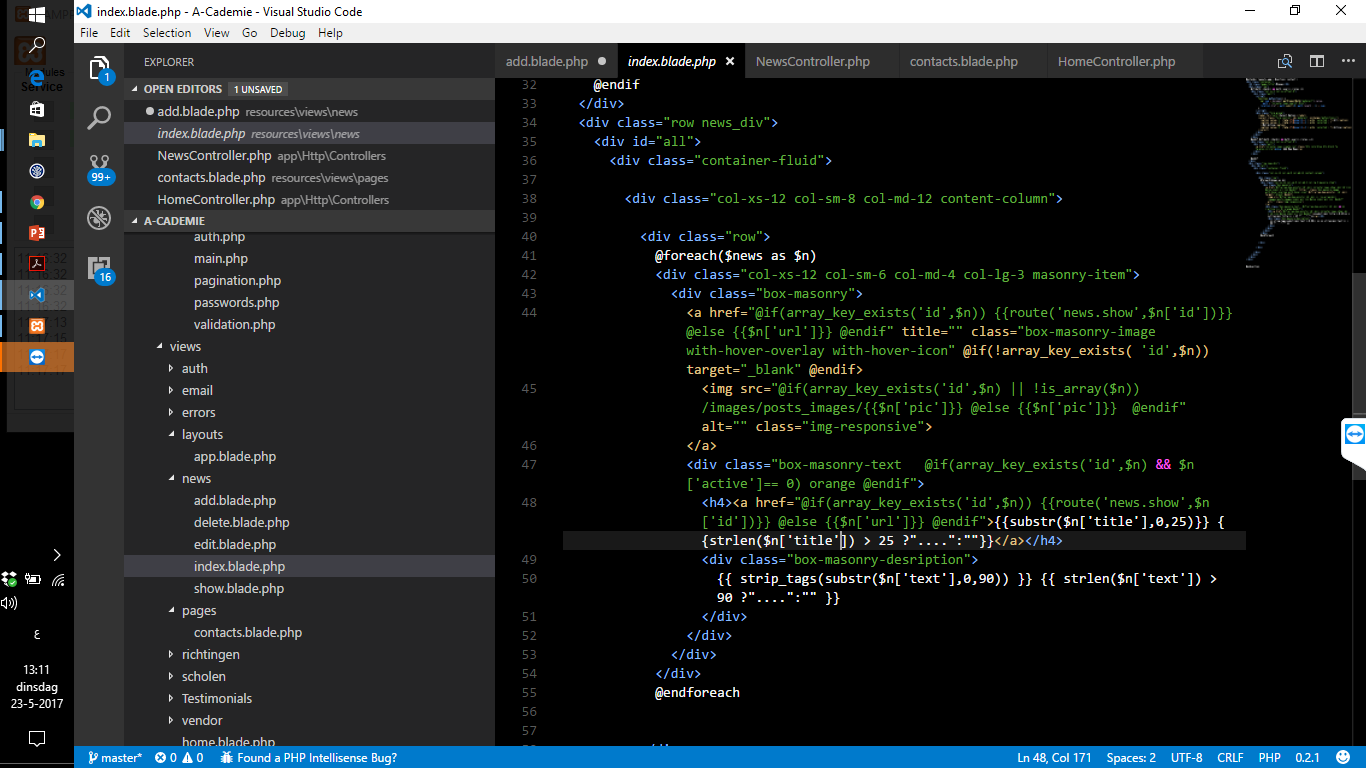 index.blade.php - A-Cademie - Visual Studio Code
File Edit Selection View Go Debug Help
EXPLORER
OPEN EDITORS 1 UNSAVED
add.blade.php resources\views\news
index.blade.php resources\views\news
NewsController.php app\Http\Controllers
contacts.blade.php resources\views\pages
HomeController.php app\Http\Controllers
A-CADEMIE
auth.php
main.php
pagination.php
passwords.php
validation.php
views
auth
email
errors
layouts
app.blade.php
news
add.blade.php
delete.blade.php
edit.blade.php
index.blade.php
show.blade.php
pages
contacts.blade.php
richtingen
scholen
Testimonials
vendor
home.blade.php
1
99+
16
Modules
Service
ع
13:11
dinsdag
23-5-2017
add.blade.php index.blade.php NewsController.php contacts.blade.php HomeController.php
32 @endif
33 </div>
34 <div class="row news_div">
35 <div id="all">
36 <div class="container-fluid">
37
38 <div class="col-xs-12 col-sm-8 col-md-12 content-column">
39
40 <div class="row">
41 @foreach($news as $n)
42 <div class="col-xs-12 col-sm-6 col-md-4 col-lg-3 masonry-item">
43 <div class="box-masonry">
44 <a href="@if(array_key_exists('id',$n)) {{route('news.show',$n['id'])}}
@else {{$n['url']}} @endif" title="" class="box-masonry-image
with-hover-overlay with-hover-icon" @if(!array_key_exists( 'id',$n))
target="_blank" @endif>
45 <img src="@if(array_key_exists('id',$n) || !is_array($n))
/images/posts_images/{{$n['pic']}} @else {{$n['pic']}}  @endif"
alt="" class="img-responsive">
46 </a>
47 <div class="box-masonry-text   @if(array_key_exists('id',$n) && $n
['active']== 0) orange @endif">
48 <h4><a href="@if(array_key_exists('id',$n)) {{route('news.show',$n
['id'])}} @else {{$n['url']}} @endif">{{substr($n['title'],0,25)}} {
{strlen($n['title']) > 25 ?"....":""}}</a></h4>
49 <div class="box-masonry-desription">
50 {{ strip_tags(substr($n['text'],0,90)) }} {{ strlen($n['text']) >
90 ?"....":"" }}
51 </div>
52 </div>
53 </div>
54 </div>
55 @endforeach
56
57
master* 0 0 Found a PHP Intellisense Bug? Ln 48, Col 171 Spaces: 2 UTF-8 CRLF PHP 0.2.1